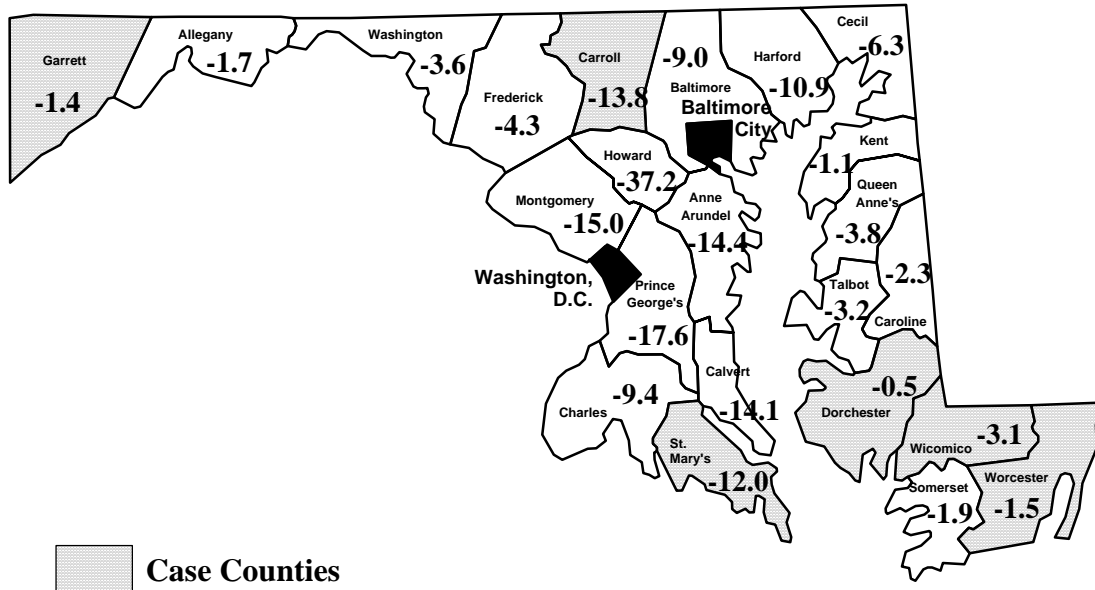 Garrett
-1.4
Allegany
-1.7
Washington
-3.6
Frederick
-4.3
Carroll
-13.8
-9.0
Baltimore
Baltimore
City
Harford
-10.9
Cecil
-6.3
Howard
-37.2
Montgomery
-15.0
Anne
Arundel
-14.4
Kent
-1.1
Queen
Anne's
-3.8
Washington,
D.C.
Prince
George's
-17.6
Talbot
-3.2
-2.3
Caroline
Charles
-9.4
Calvert
-14.1
St.
Mary's
-12.0
-0.5
Dorchester
-3.1
Wicomico
Somerset
-1.9
Worcester
-1.5
Case Counties